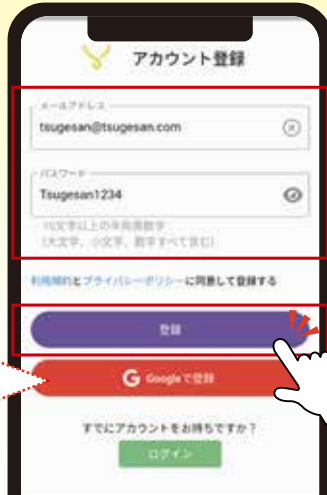 アカウント登録
メールアドレス
tsugesan@tsugesan.com
パスワード
Tsugesan1234
10文字以上の半角英数字
(大文字、小文字、数字すべて含む)
利用規約とプライバシーポリシーに同意して登録する
登録
G Googleで登録
すでにアカウントをお持ちですか?
ログイン